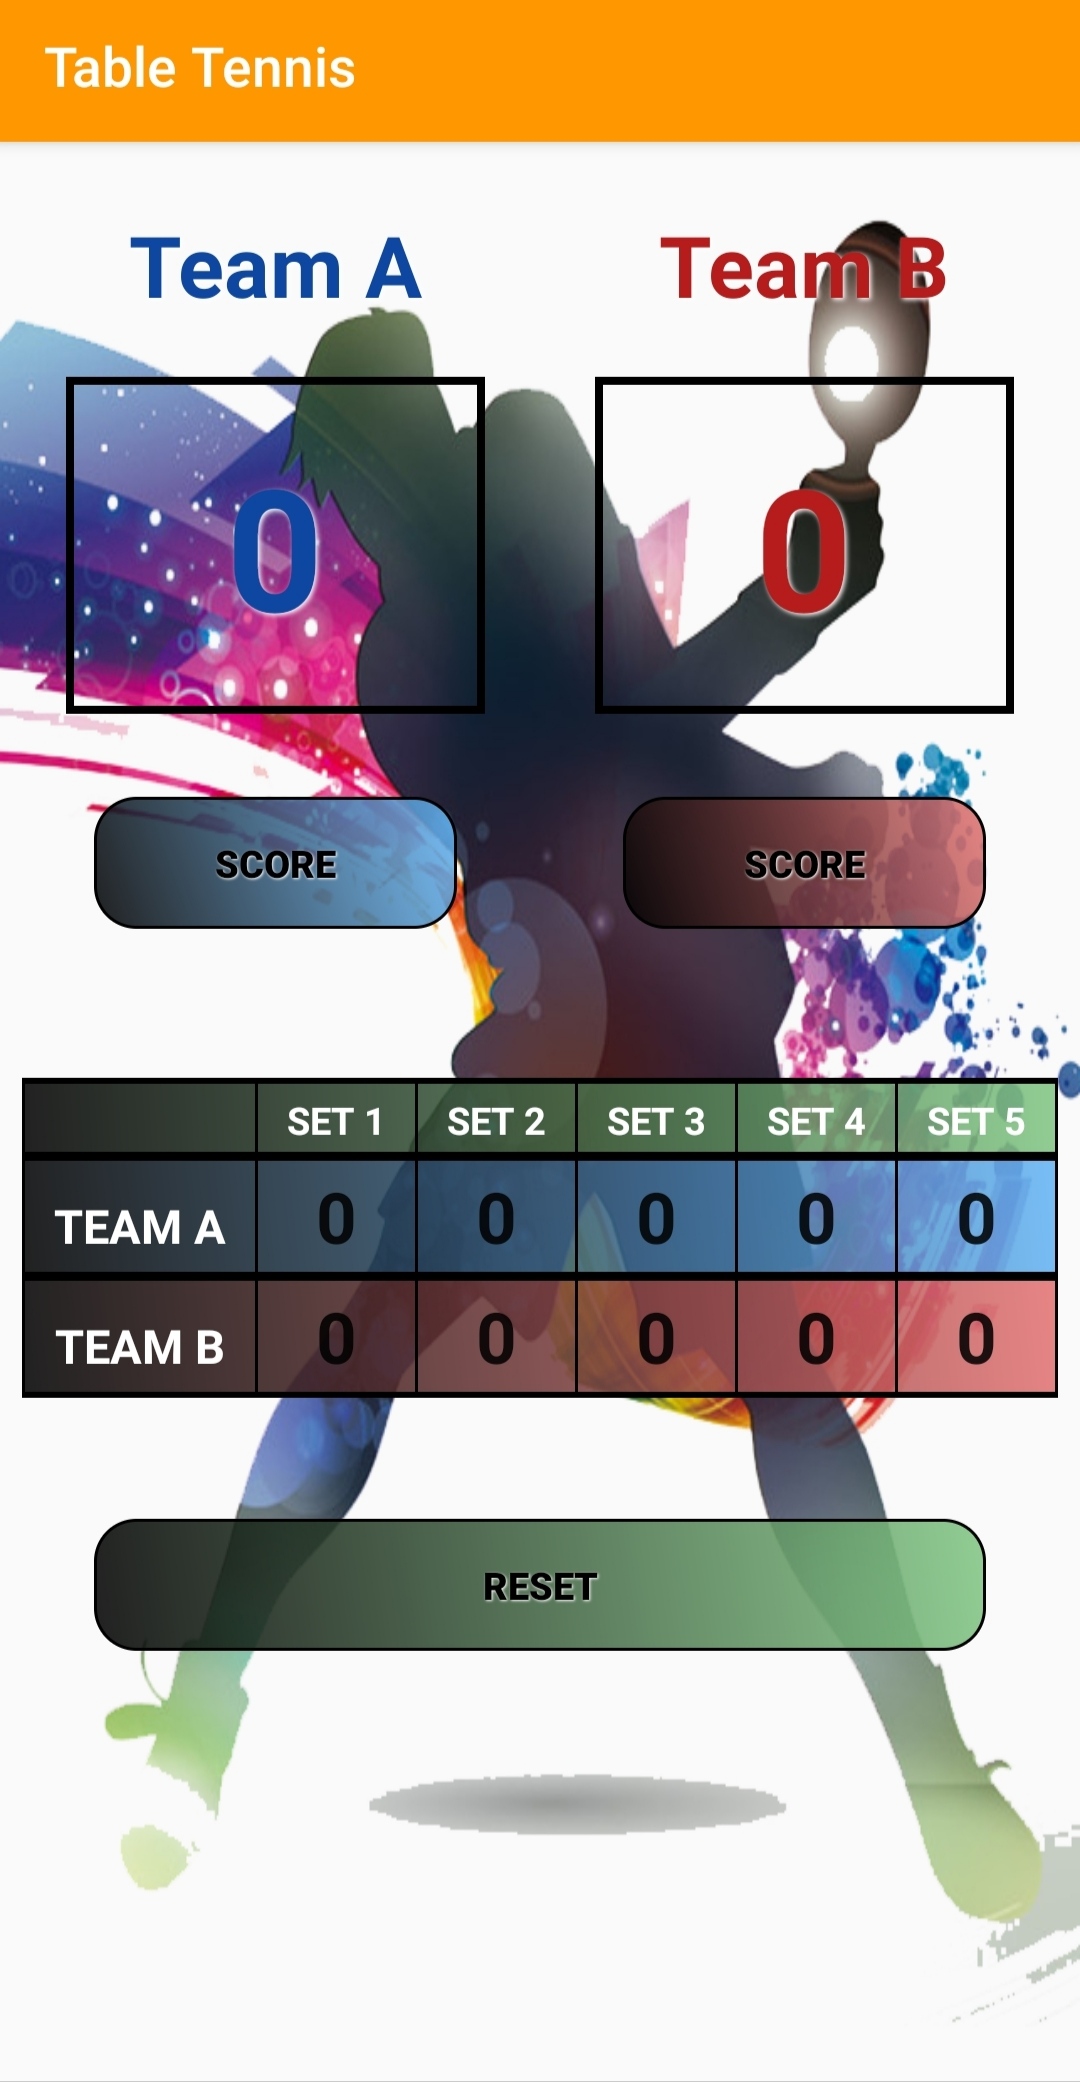 Table Tennis
Team A Team B
0 0
SCORE SCORE
SET 1 SET 2 SET 3 SET 4 SET 5
TEAM A 0 0 0 0 0
TEAM B 0 0 0 0 0
RESET